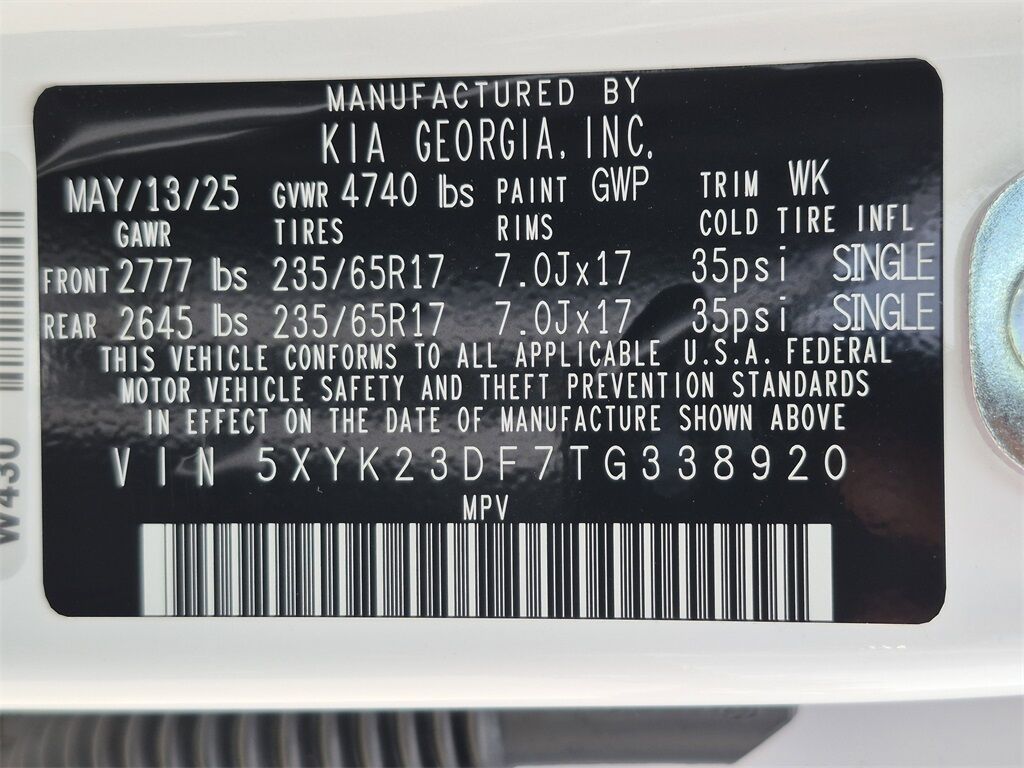 MANUFACTURED BY
KIA GEORGIA, INC.
MAY/13/25 GVWR 4740 lbs PAINT GWP TRIM WK
GAWR TIRES RIMS COLD TIRE INFL
FRONT 2777 lbs 235/65R17 7.0Jx17 35psi SINGLE
REAR 2645 lbs 235/65R17 7.0Jx17 35psi SINGLE
THIS VEHICLE CONFORMS TO ALL APPLICABLE U.S.A. FEDERAL
MOTOR VEHICLE SAFETY AND THEFT PREVENTION STANDARDS
IN EFFECT ON THE DATE OF MANUFACTURE SHOWN ABOVE
VIN 5XYK23DF7TG338920
MPV
W430